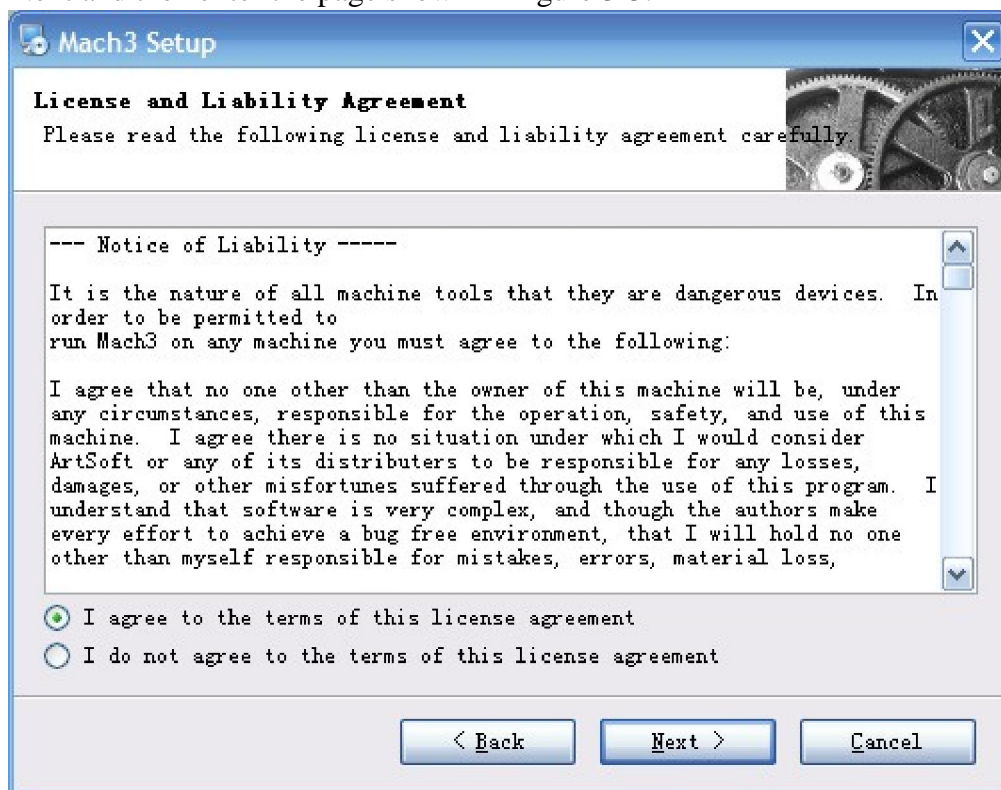 Mach3 Setup
License and Liability Agreement
Please read the following license and liability agreement carefully.
--- Notice of Liability -----
It is the nature of all machine tools that they are dangerous devices.  In
order to be permitted to
run Mach3 on any machine you must agree to the following:
I agree that no one other than the owner of this machine will be, under
any circumstances, responsible for the operation, safety, and use of this
machine.  I agree there is no situation under which I would consider
ArtSoft or any of its distributers to be responsible for any losses,
damages, or other misfortunes suffered through the use of this program.  I
understand that software is very complex, and though the authors make
every effort to achieve a bug free environment, that I will hold no one
other than myself responsible for mistakes, errors, material loss,
I agree to the terms of this license agreement
I do not agree to the terms of this license agreement
< Back
Next >
Cancel